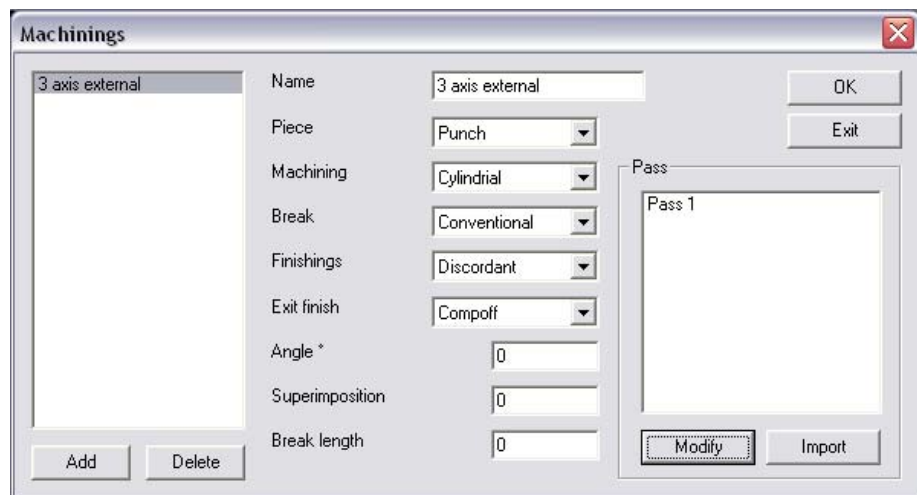 Machinings
3 axis external
Add
Delete
Name
3 axis external
Piece
Punch
Machining
Cylindrial
Break
Conventional
Finishings
Discordant
Exit finish
Compoff
Angle °
0
Superimposition
0
Break length
0
OK
Exit
Pass
Pass 1
Modify
Import